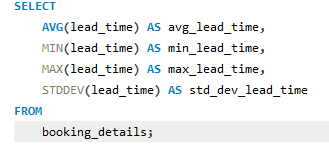 SELECT
    AVG(lead_time) AS avg_lead_time,
    MIN(lead_time) AS min_lead_time,
    MAX(lead_time) AS max_lead_time,
    STDDEV(lead_time) AS std_dev_lead_time
FROM
    booking_details;